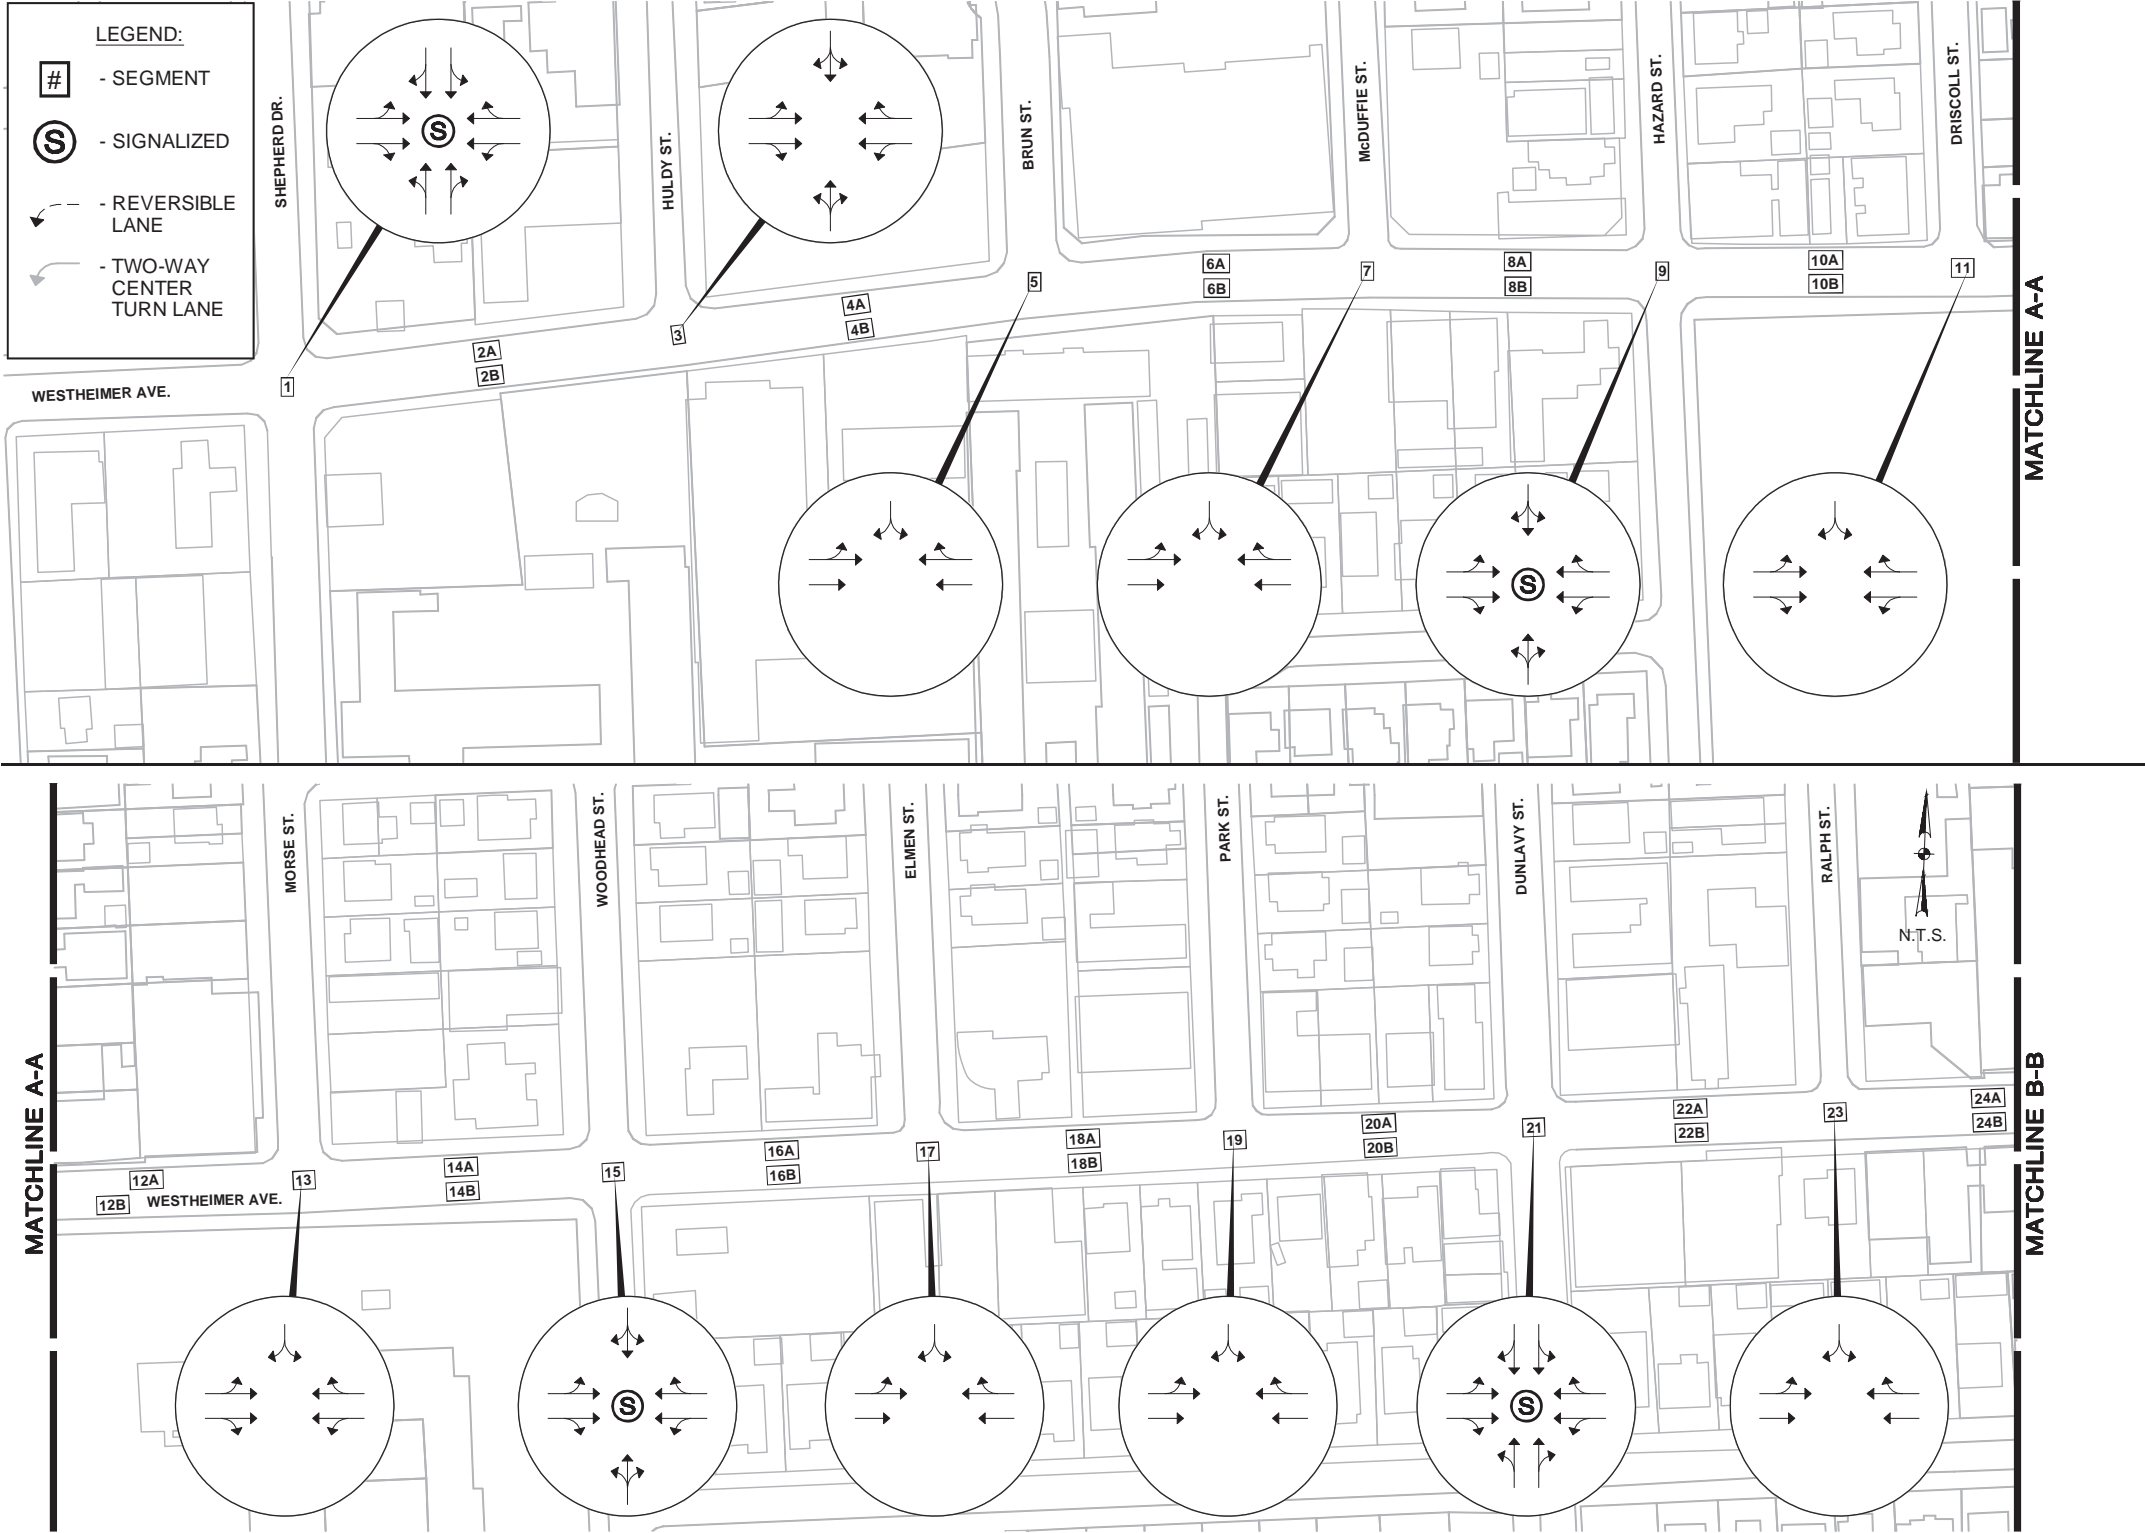 LEGEND:
# - SEGMENT
S - SIGNALIZED
- REVERSIBLE
LANE
- TWO-WAY
CENTER
TURN LANE
SHEPHERD DR.
HULDY ST.
BRUN ST.
McDUFFIE ST.
HAZARD ST.
DRISCOLL ST.
S
WESTHEIMER AVE.
1
2A
2B
3
4A
4B
5
6A
6B
7
8A
8B
9
10A
10B
11
S
MATCHLINE A-A
MORSE ST.
WOODHEAD ST.
ELMEN ST.
PARK ST.
DUNLAVY ST.
RALPH ST.
N.T.S.
MATCHLINE A-A
12A
12B
WESTHEIMER AVE.
13
14A
14B
15
16A
16B
17
18A
18B
19
20A
20B
21
22A
22B
23
24A
24B
S
S
MATCHLINE B-B